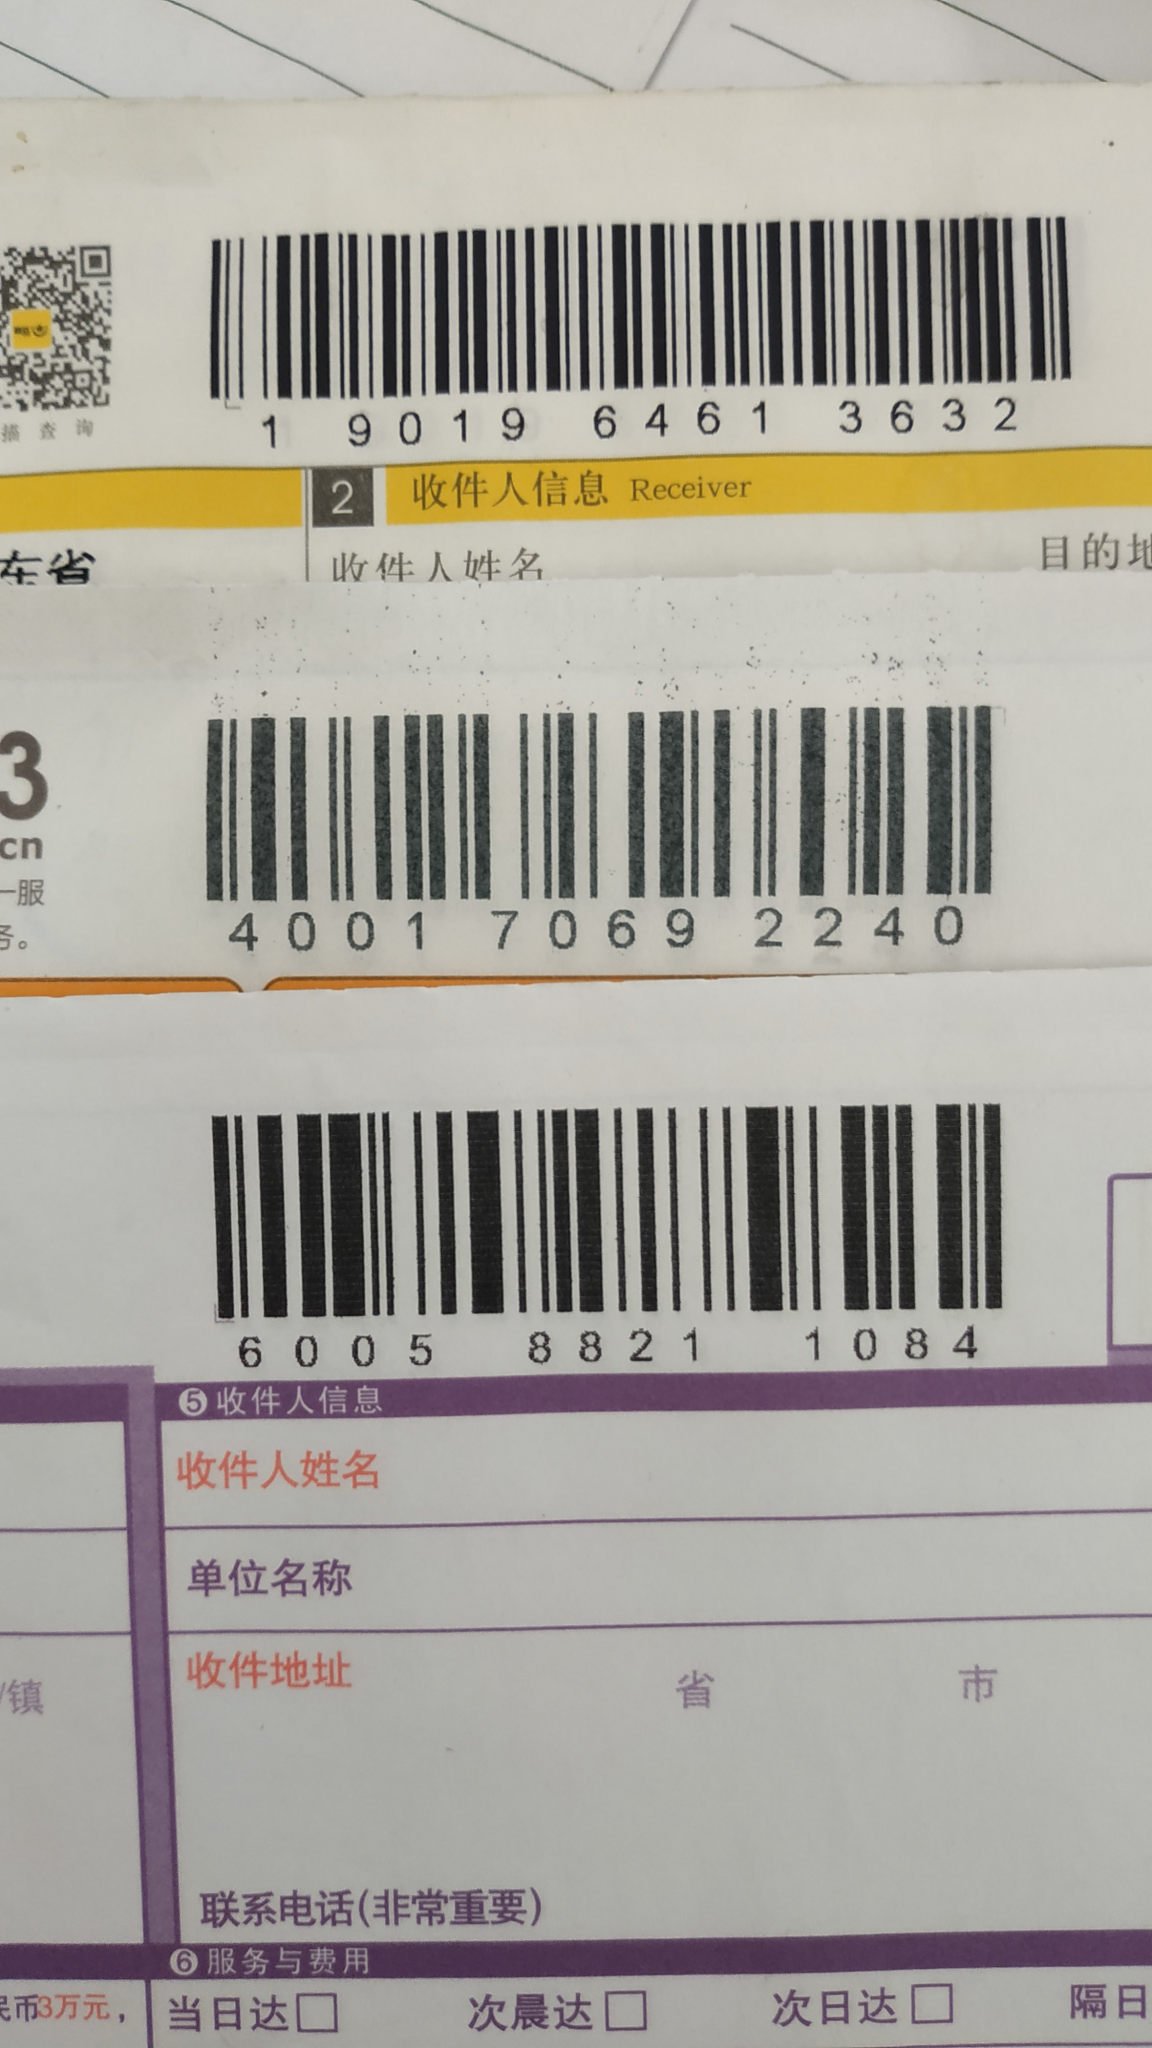 描 查 询
1 9019 6461 3632
2 收件人信息 Receiver
东省
收件人姓名
目的地
3
cn
一服
务。
4001 7069 2240
6005 8821 1084
5 收件人信息
收件人姓名
单位名称
收件地址 省 市
/镇
联系电话(非常重要)
6 服务与费用
民币3万元，
当日达□ 次晨达□ 次日达□ 隔日